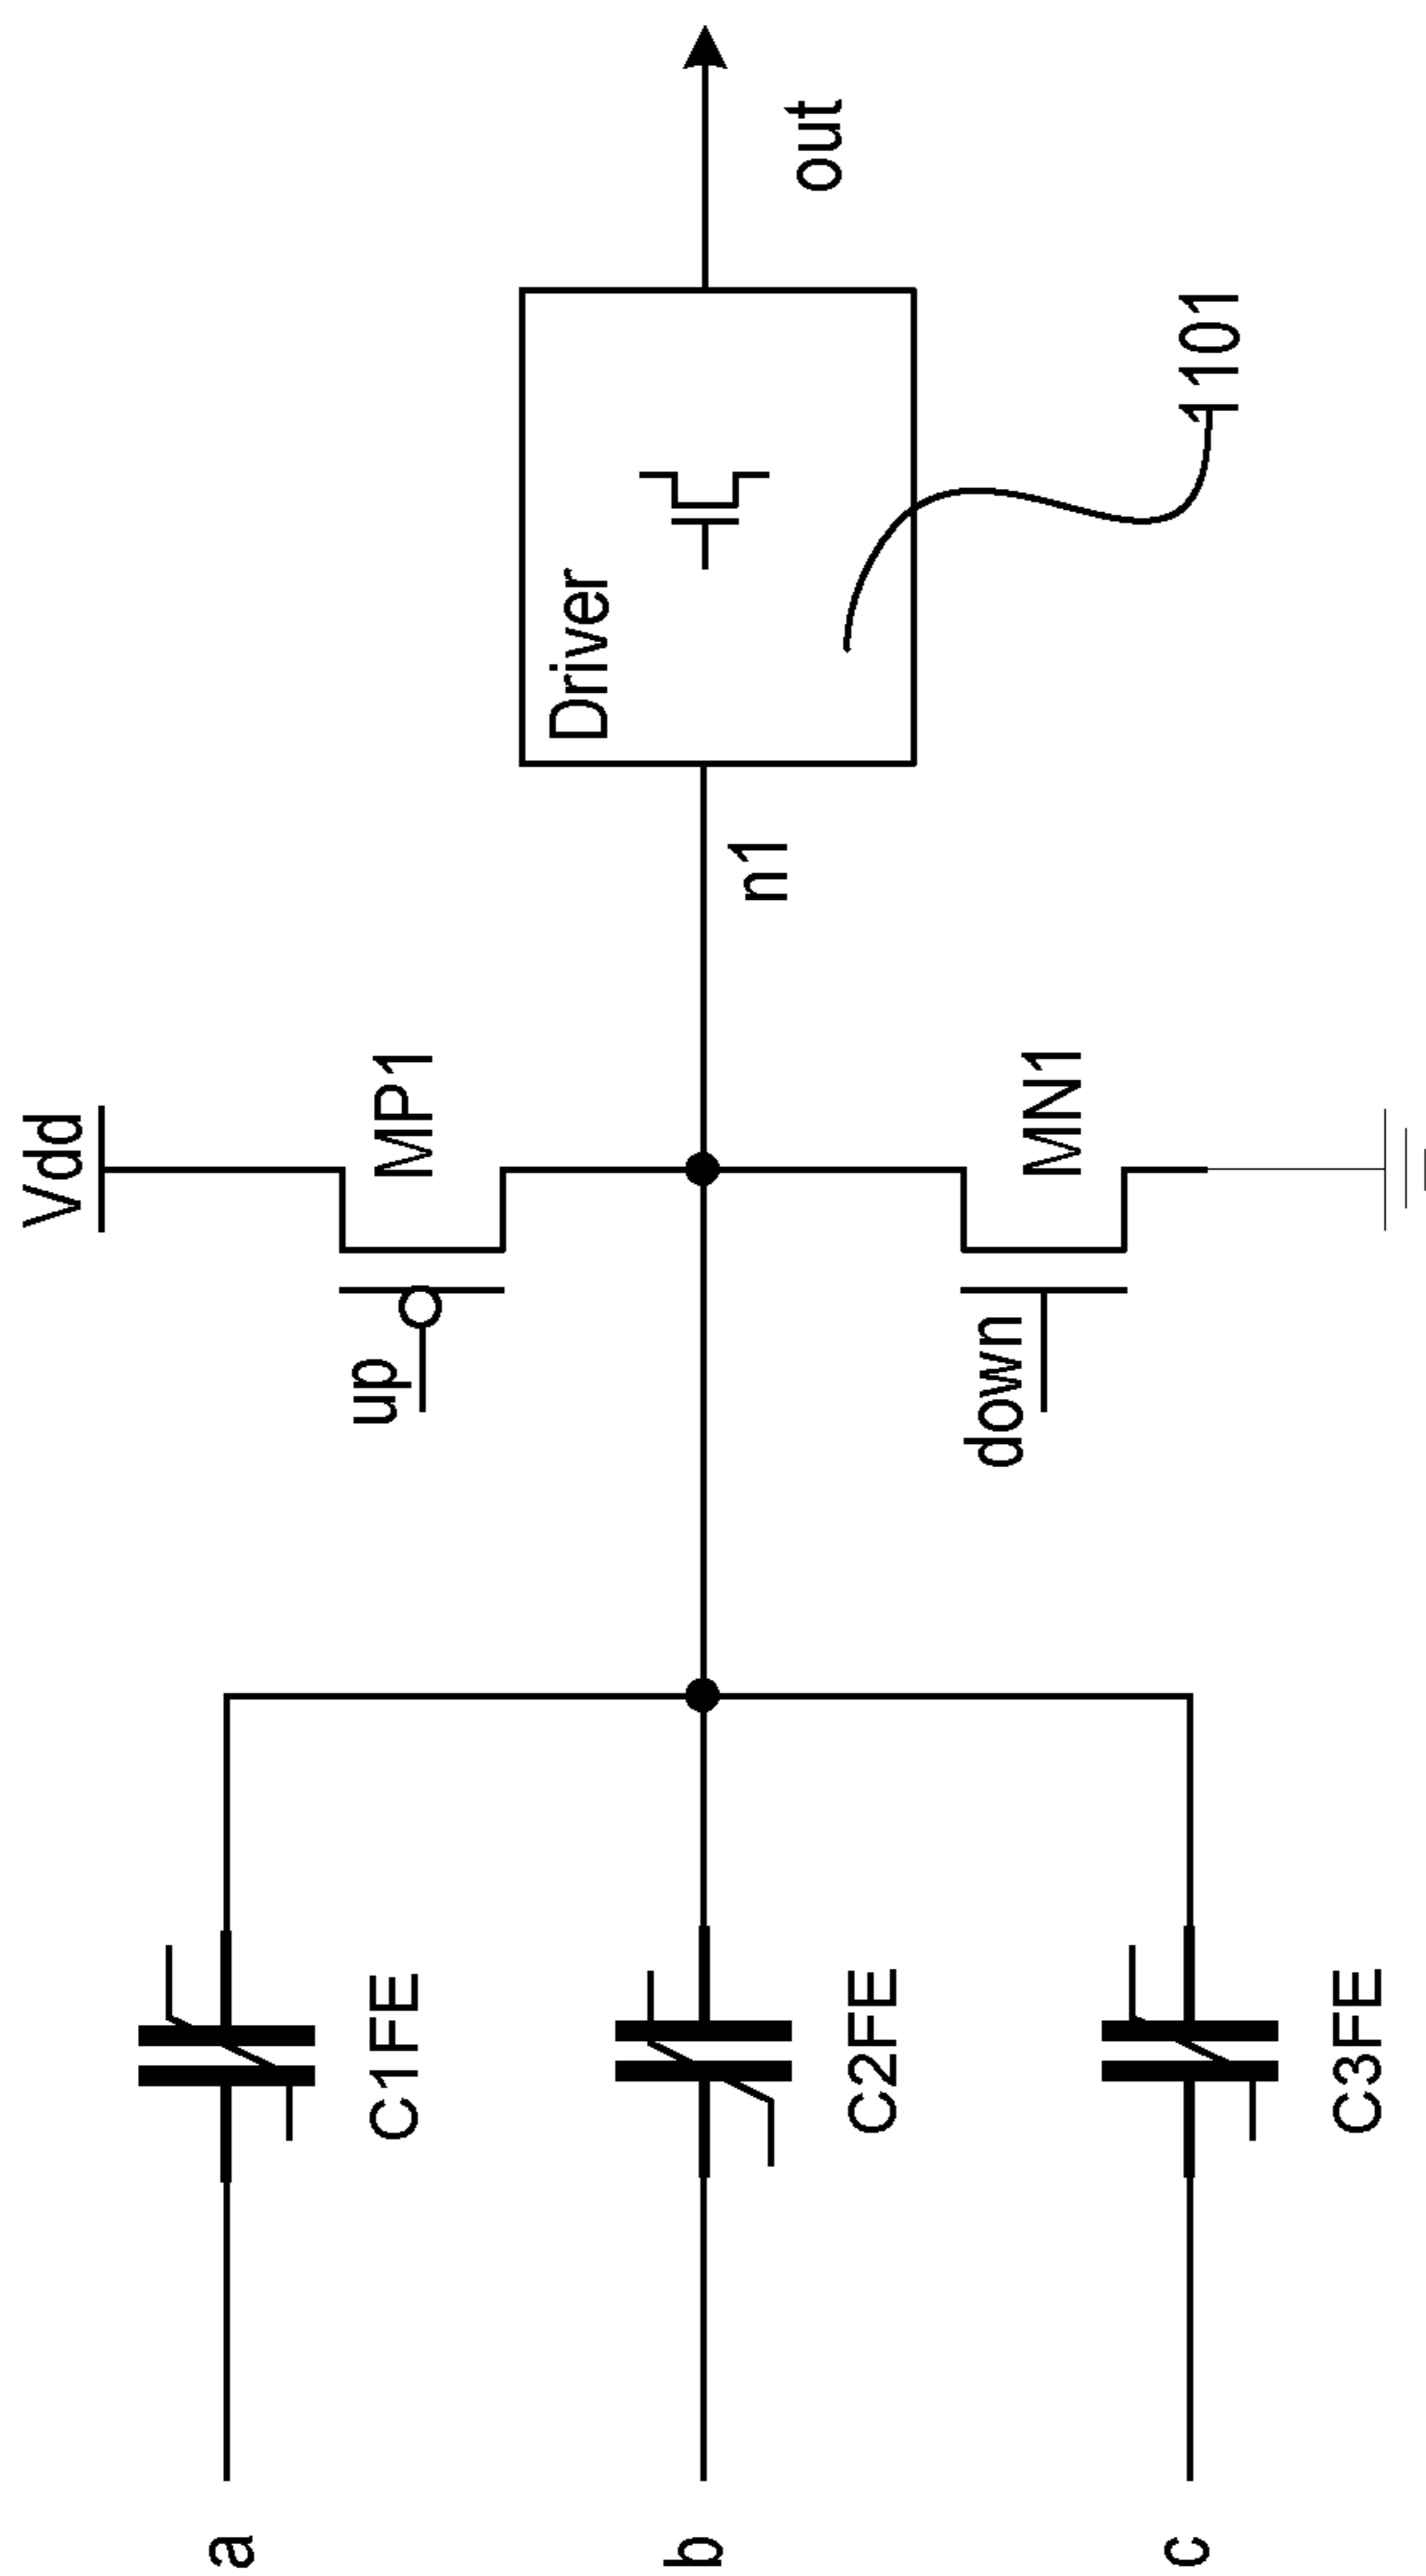 Vdd
a
C1FE
up
MP1
b
C2FE
n1
Driver
out
down
MN1
1101
c
C3FE